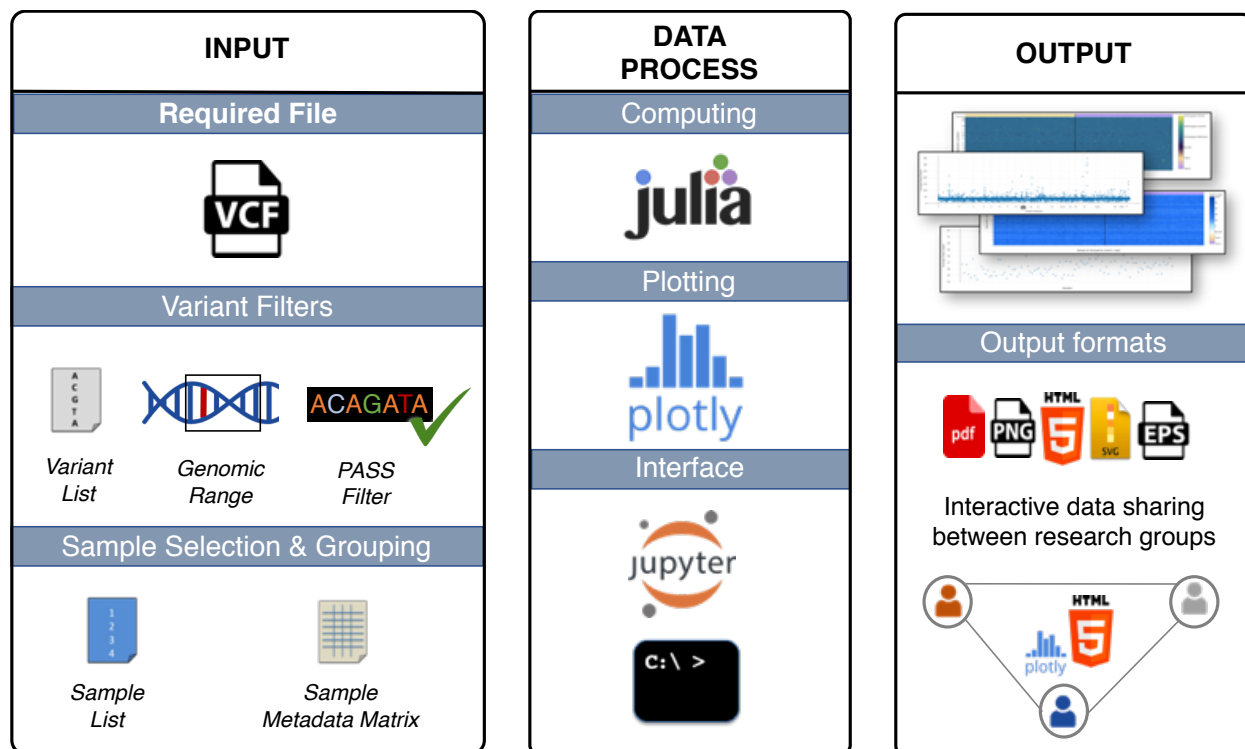 INPUT
Required File
VCF
Variant Filters
A
C
G
T
A
ACAGATA
Variant
List
Genomic
Range
PASS
Filter
Sample Selection & Grouping
1
2
3
4
Sample
List
Sample
Metadata Matrix
DATA
PROCESS
Computing
julia
Plotting
plotly
Interface
jupyter
C:\ >
OUTPUT
Output formats
pdf
PNG
HTML
5
SVG
EPS
Interactive data sharing
between research groups
HTML
5
plotly